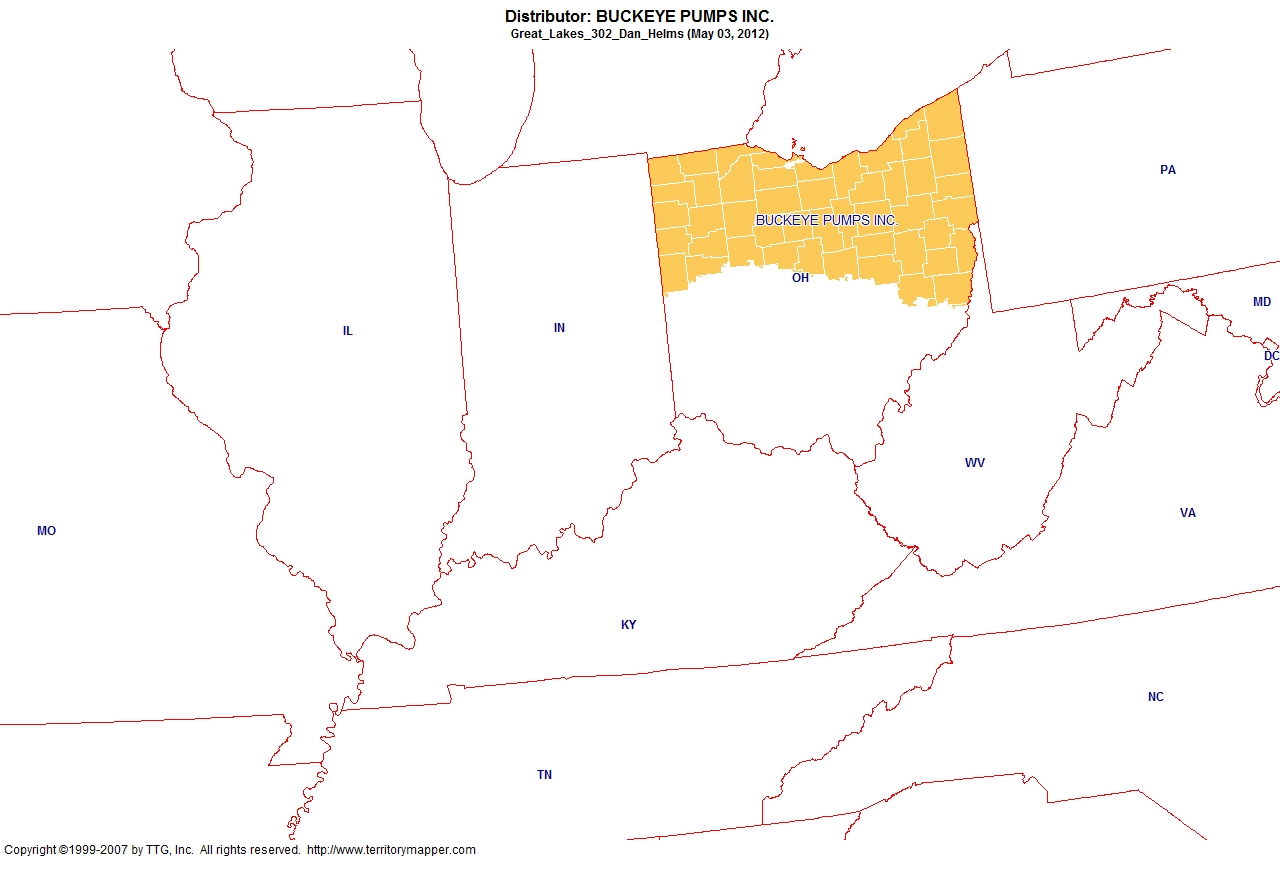 Distributor: BUCKEYE PUMPS INC.
Great_Lakes_302_Dan_Helms (May 03, 2012)
PA
BUCKEYE PUMPS INC.
OH
MD
IL
IN
DC
WV
VA
MO
KY
NC
TN
Copyright ©1999-2007 by TTG, Inc. All rights reserved. http://www.territorymapper.com